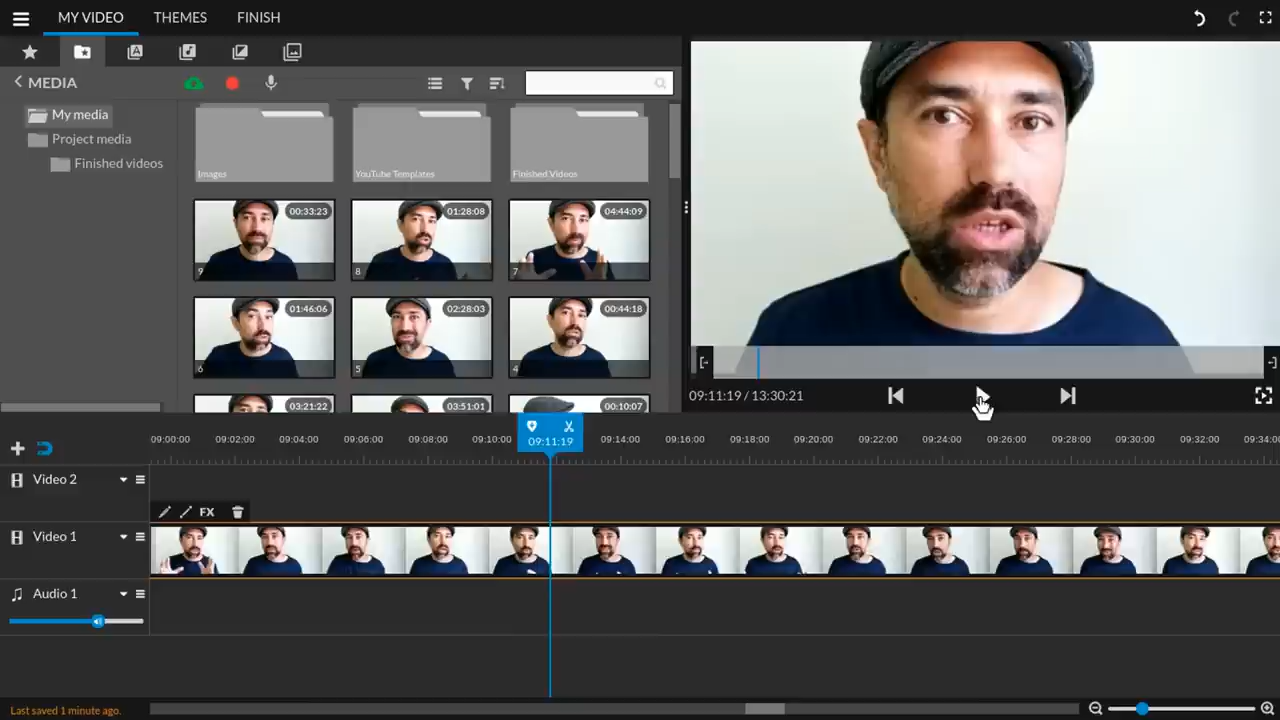 MY VIDEO THEMES FINISH
MEDIA
My media
Project media
Finished videos
Images YouTube Templates Finished Videos
00:33:23 01:28:08 04:44:09
9 8 7
01:46:06 02:28:03 00:44:18
6 5 4
03:21:22 03:51:01 00:10:07
09:11:19 / 13:30:21
09:00:00 09:02:00 09:04:00 09:06:00 09:08:00 09:10:00 09:11:19 09:14:00 09:16:00 09:18:00 09:20:00 09:22:00 09:24:00 09:26:00 09:28:00 09:30:00 09:32:00 09:34:00
Video 2
FX
Video 1
Audio 1
Last saved 1 minute ago.